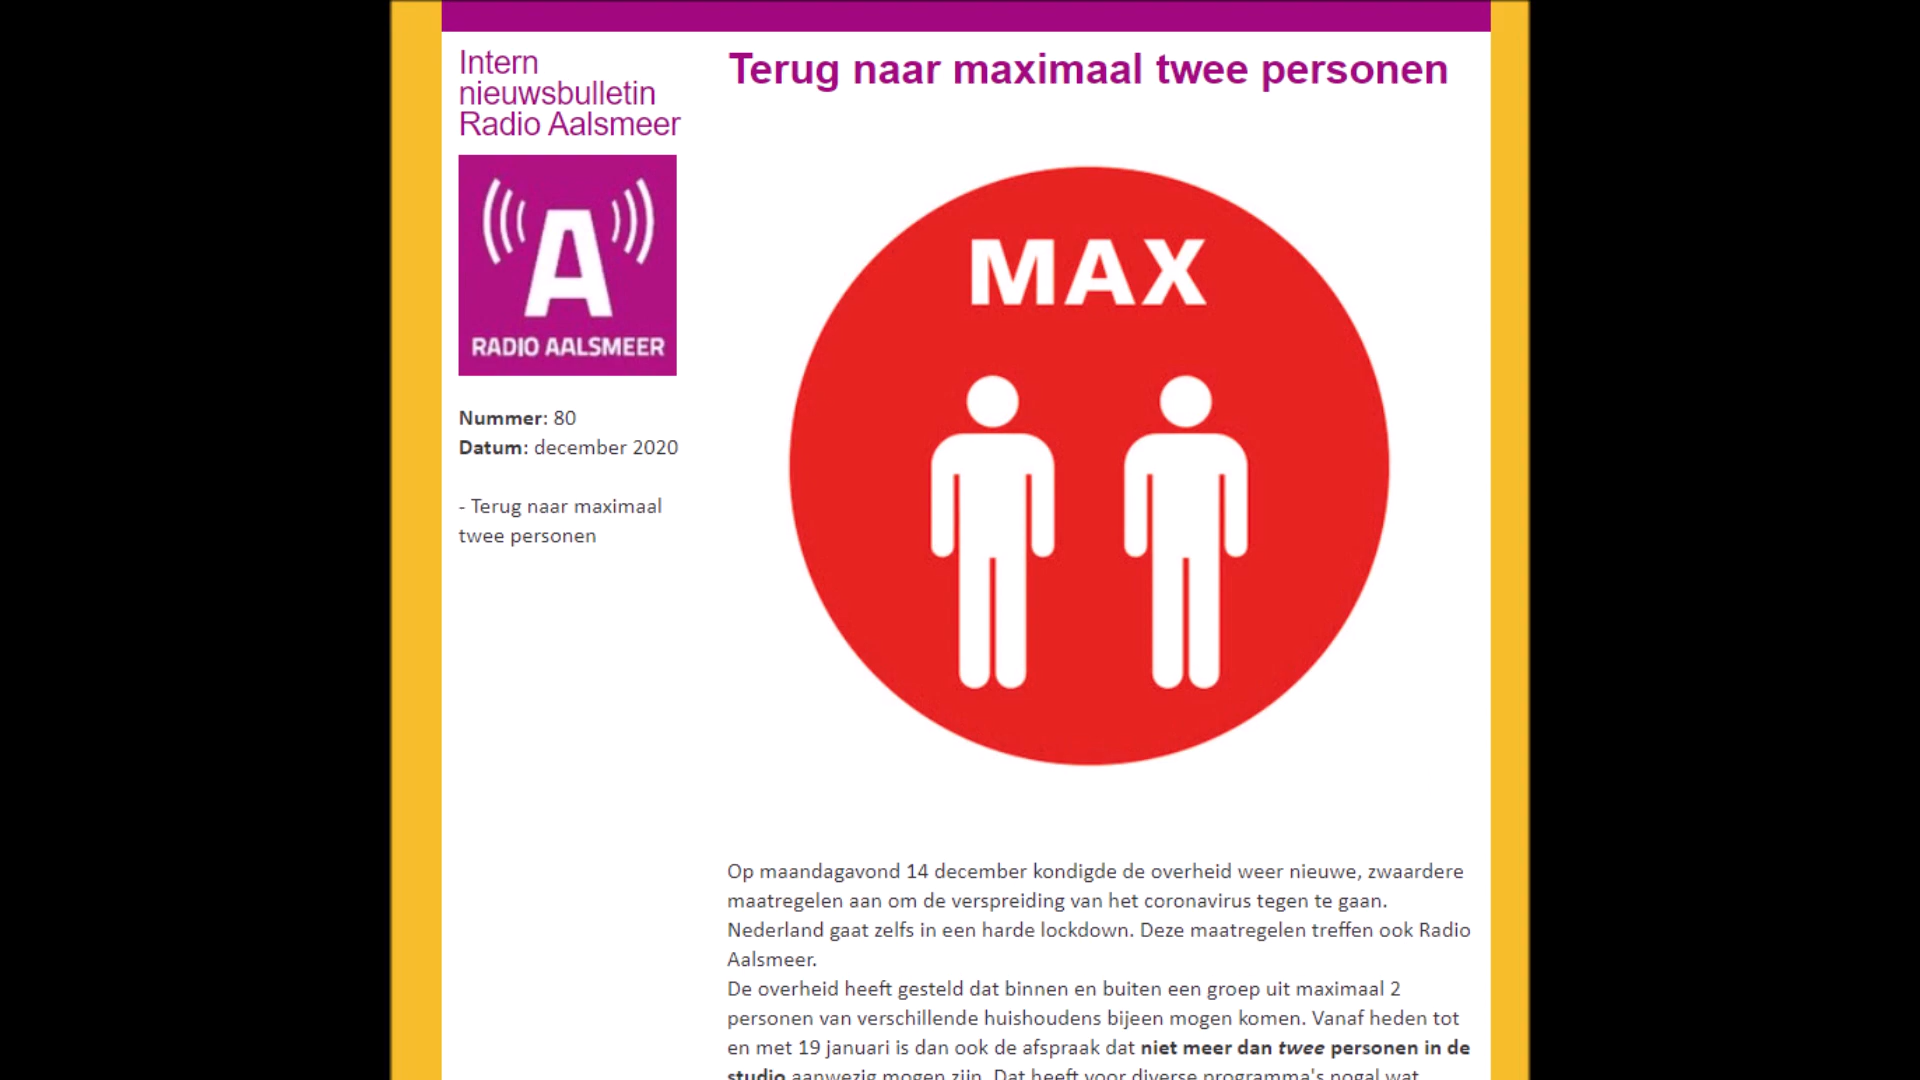 Intern
nieuwsbulletin
Radio Aalsmeer
A
RADIO AALSMEER
Nummer: 80
Datum: december 2020
- Terug naar maximaal
twee personen
Terug naar maximaal twee personen
MAX
Op maandagavond 14 december kondigde de overheid weer nieuwe, zwaardere
maatregelen aan om de verspreiding van het coronavirus tegen te gaan.
Nederland gaat zelfs in een harde lockdown. Deze maatregelen treffen ook Radio
Aalsmeer.
De overheid heeft gesteld dat binnen en buiten een groep uit maximaal 2
personen van verschillende huishoudens bijeen mogen komen. Vanaf heden tot
en met 19 januari is dan ook de afspraak dat niet meer dan twee personen in de
studio aanwezig mogen zijn. Dat heeft voor diverse programma's nogal wat